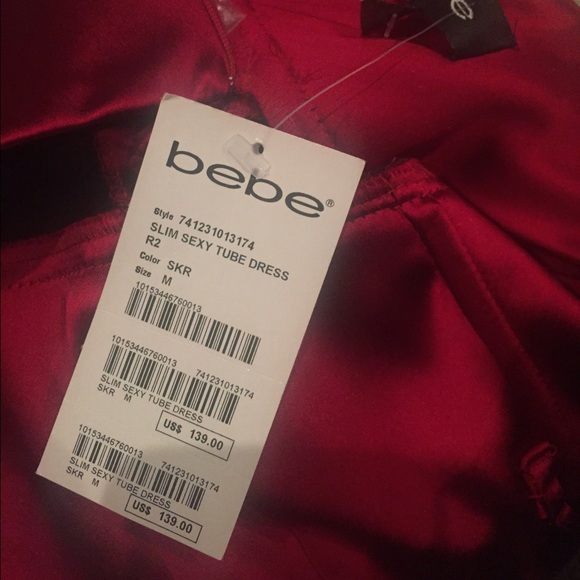 bebe®
Style 741231013174
SLIM SEXY TUBE DRESS
R2
Color SKR
Size M
10153446760013
10153446760013 741231013174
SLIM SEXY TUBE DRESS
SKR M
US$ 139.00
10153446760013 741231013174
SLIM SEXY TUBE DRESS
SKR M
US$ 139.00